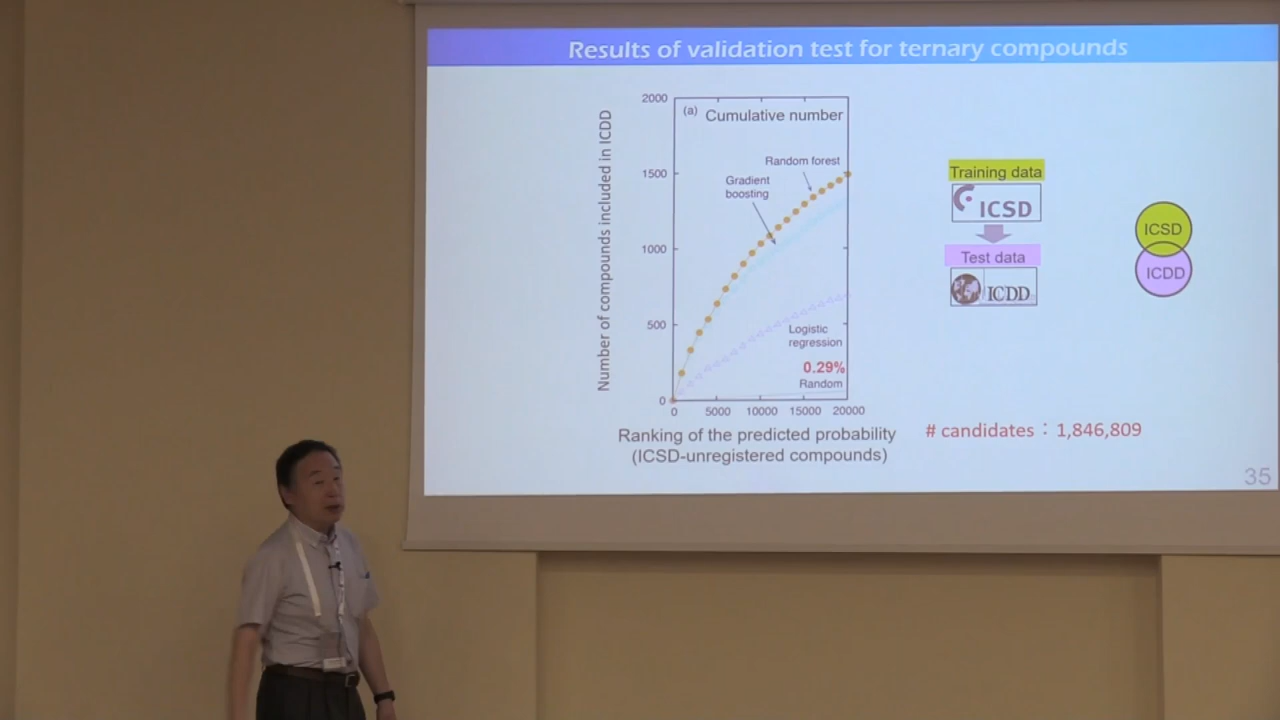 Results of validation test for ternary compounds
Number of compounds included in ICDD
2000
1500
1000
500
0
(a) Cumulative number
Random forest
Gradient
boosting
Logistic
regression
0.29%
Random
0 5000 10000 15000 20000
Ranking of the predicted probability
(ICSD-unregistered compounds)
Training data
ICSD
Test data
ICDD
ICSD
ICDD
# candidates：1,846,809
35